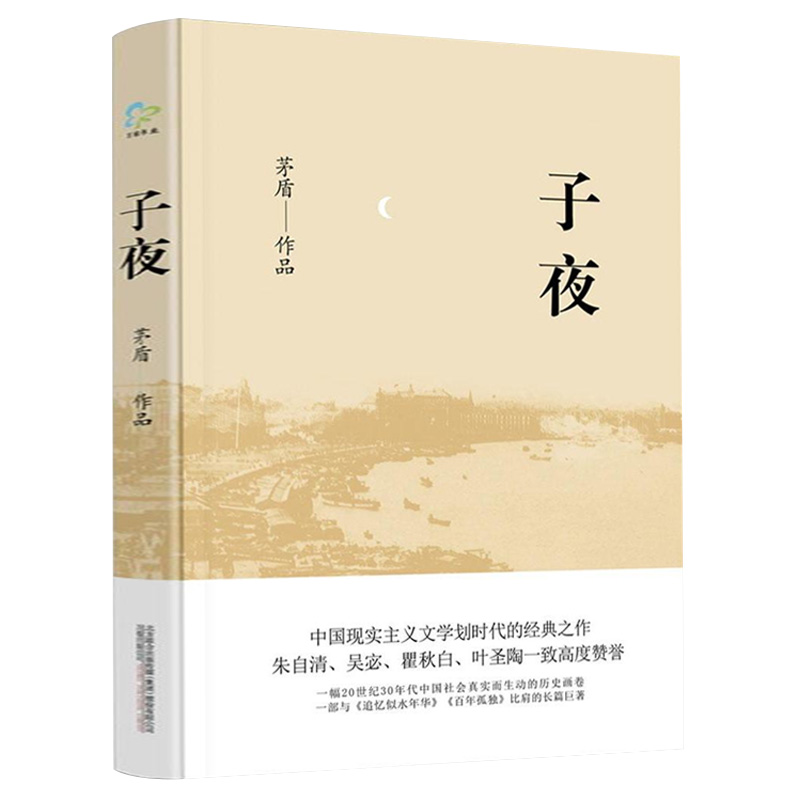 子夜
茅盾——作品
中国现实主义文学划时代的经典之作
朱自清、吴宓、瞿秋白、叶圣陶一致高度赞誉
一幅20世纪30年代中国社会真实而生动的历史画卷
一部与《追忆似水年华》《百年孤独》比肩的长篇巨著
子夜
茅盾 作品